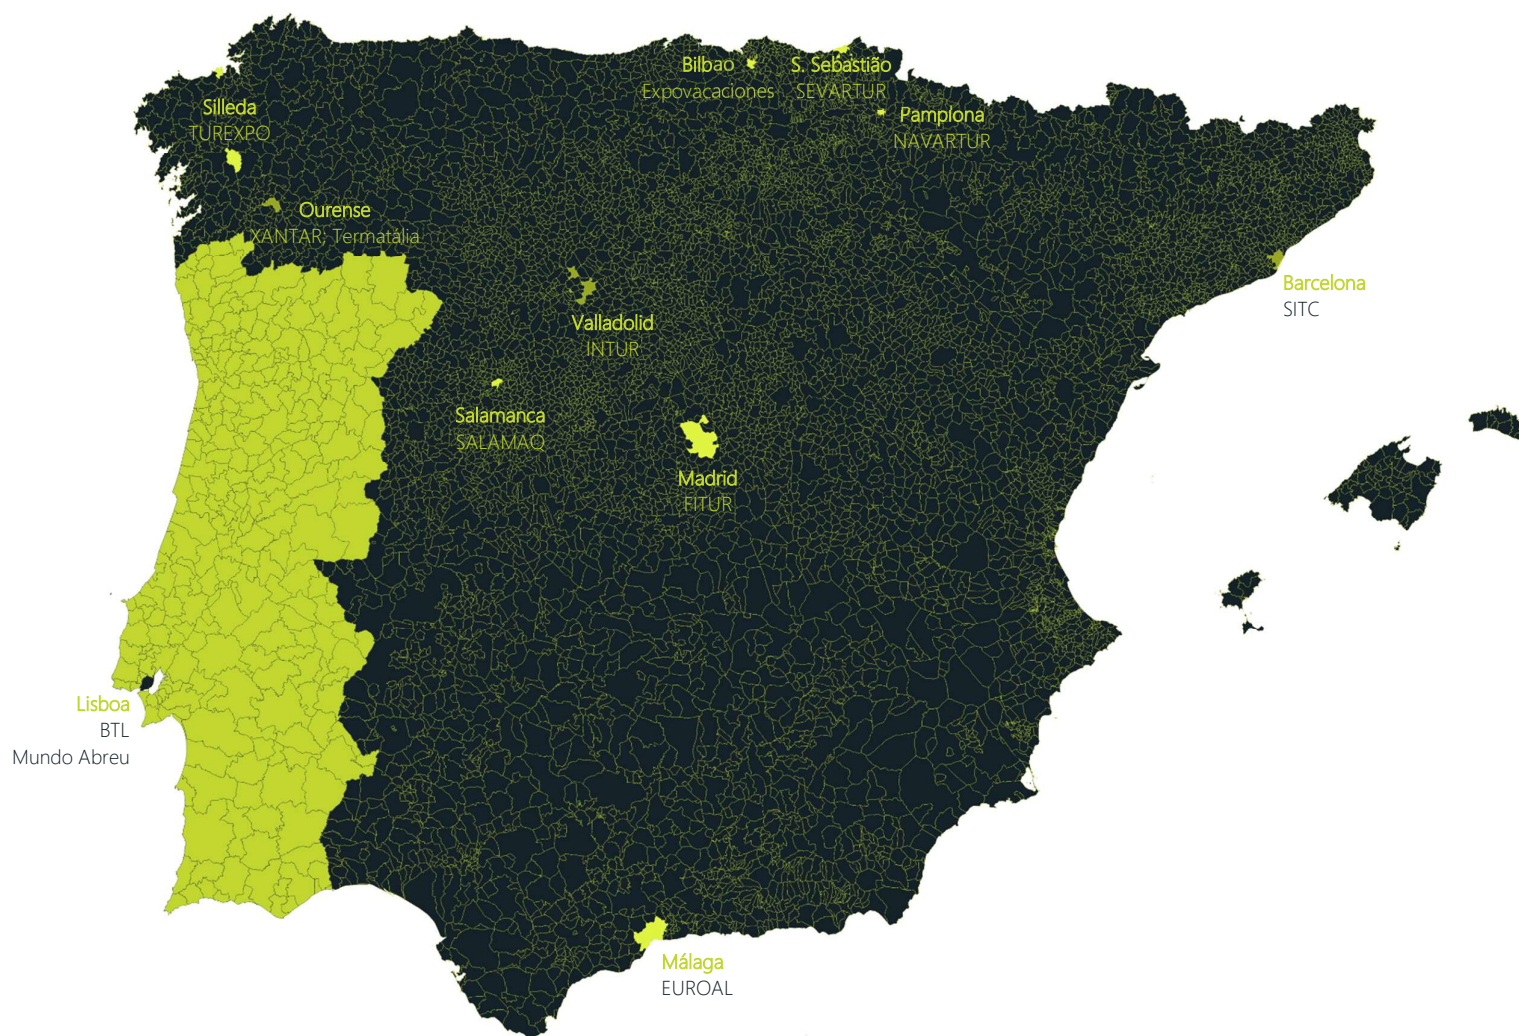 Bilbao
Expovacaciones
S. Sebastião
SEVARTUR
Silleda
TUREXPO
Pamplona
NAVARTUR
Ourense
XANTAR; Termatália
Barcelona
SITC
Valladolid
INTUR
Salamanca
SALAMAQ
Madrid
FITUR
Lisboa
BTL
Mundo Abreu
Málaga
EUROAL